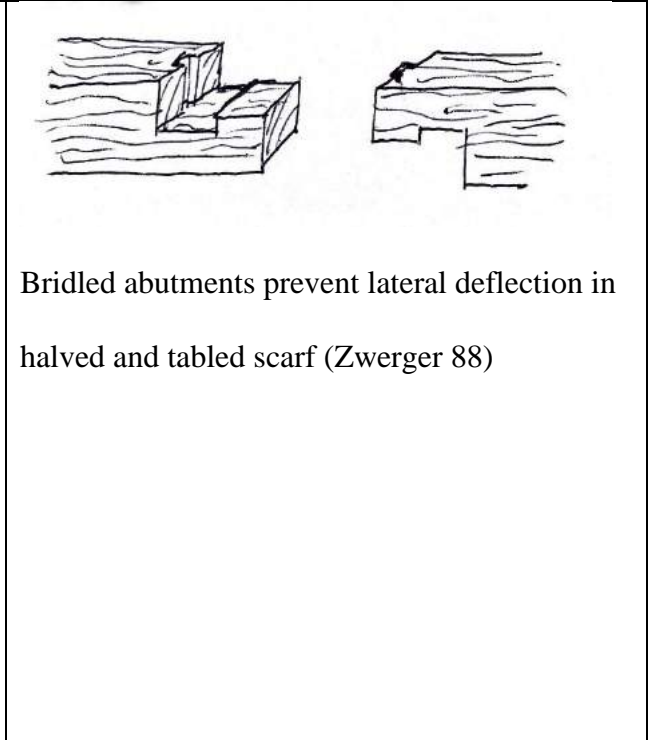 Bridled abutments prevent lateral deflection in
halved and tabled scarf (Zwerger 88)